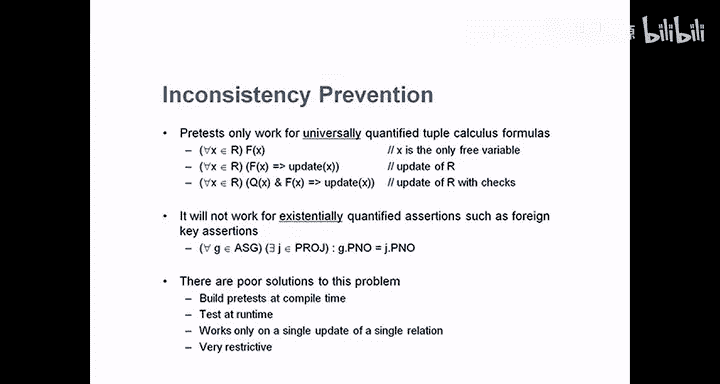 bilibili
Inconsistency Prevention
• Pretests only work for universally quantified tuple calculus formulas
– (∀x ∈ R) F(x) // x is the only free variable
– (∀x ∈ R) (F(x) => update(x)) // update of R
– (∀x ∈ R) (Q(x) & F(x) => update(x)) // update of R with checks
• It will not work for existentially quantified assertions such as foreign
key assertions
– (∀ g ∈ ASG) (∃ j ∈ PROJ) : g.PNO = j.PNO
• There are poor solutions to this problem
– Build pretests at compile time
– Test at runtime
– Works only on a single update of a single relation
– Very restrictive